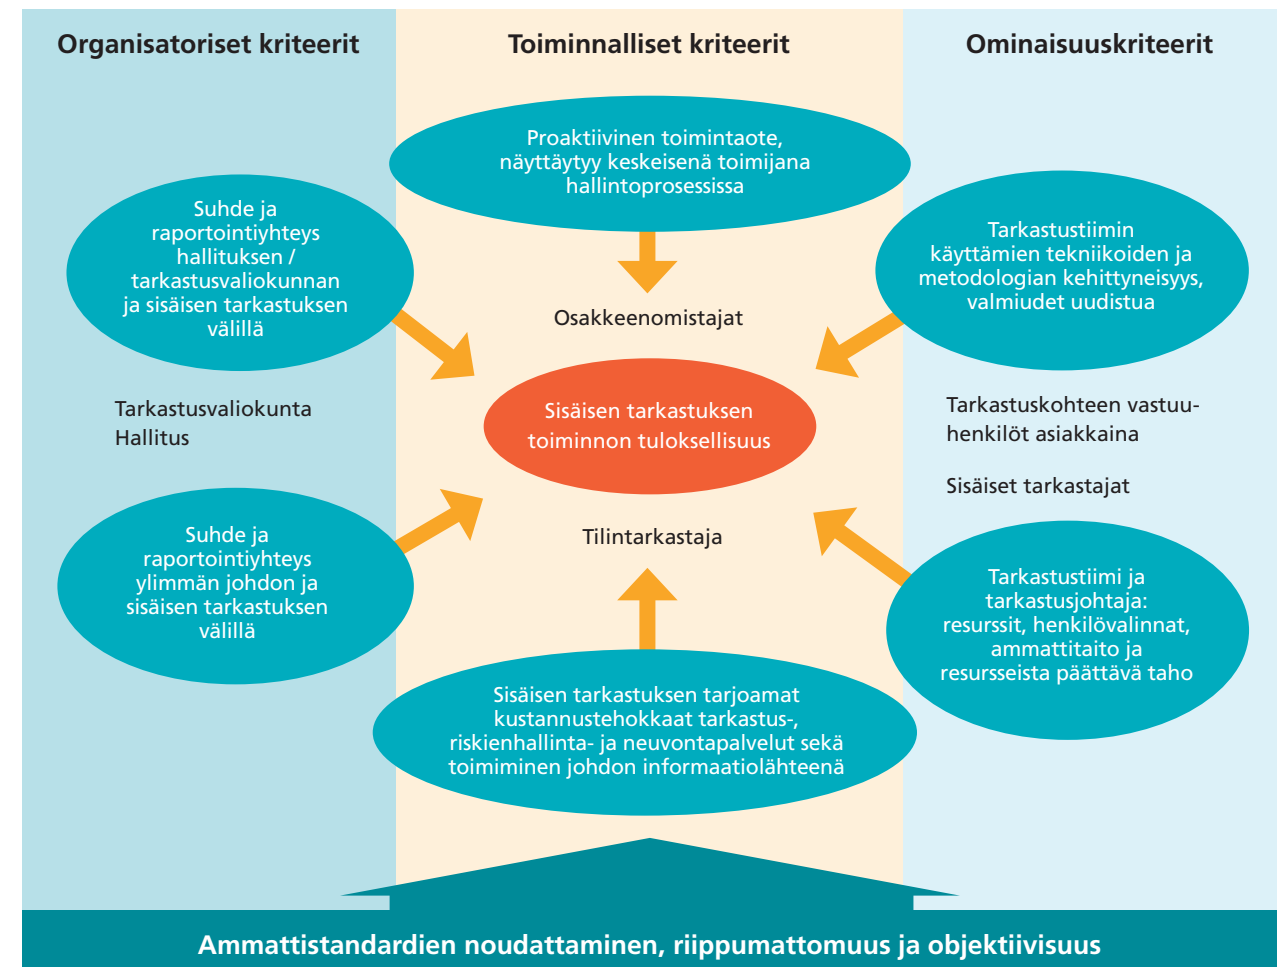 Organisatoriset kriteerit
Toiminnalliset kriteerit
Ominaisuuskriteerit
Proaktiivinen toimintaote,
näyttäytyy keskeisenä toimijana
hallintoprosessissa
Suhde ja
raportointiyhteys
hallituksen /
tarkastusvaliokunnan
ja sisäisen tarkastuksen
välillä
Tarkastustiimin
käyttämien tekniikoiden ja
metodologian kehittyneisyys,
valmiudet uudistua
Osakkeenomistajat
Tarkastusvaliokunta
Hallitus
Sisäisen tarkastuksen
toiminnon tuloksellisuus
Tarkastuskohteen vastuu-
henkilöt asiakkaina
Sisäiset tarkastajat
Tilintarkastaja
Suhde ja
raportointiyhteys
ylimmän johdon ja
sisäisen tarkastuksen
välillä
Tarkastustiimi ja
tarkastusjohtaja:
resurssit, henkilövalinnat,
ammattitaito ja
resursseista päättävä taho
Sisäisen tarkastuksen tarjoamat
kustannustehokkaat tarkastus-,
riskienhallinta- ja neuvontapalvelut sekä
toimiminen johdon informaatiolähteenä
Ammattistandardien noudattaminen, riippumattomuus ja objektiivisuus